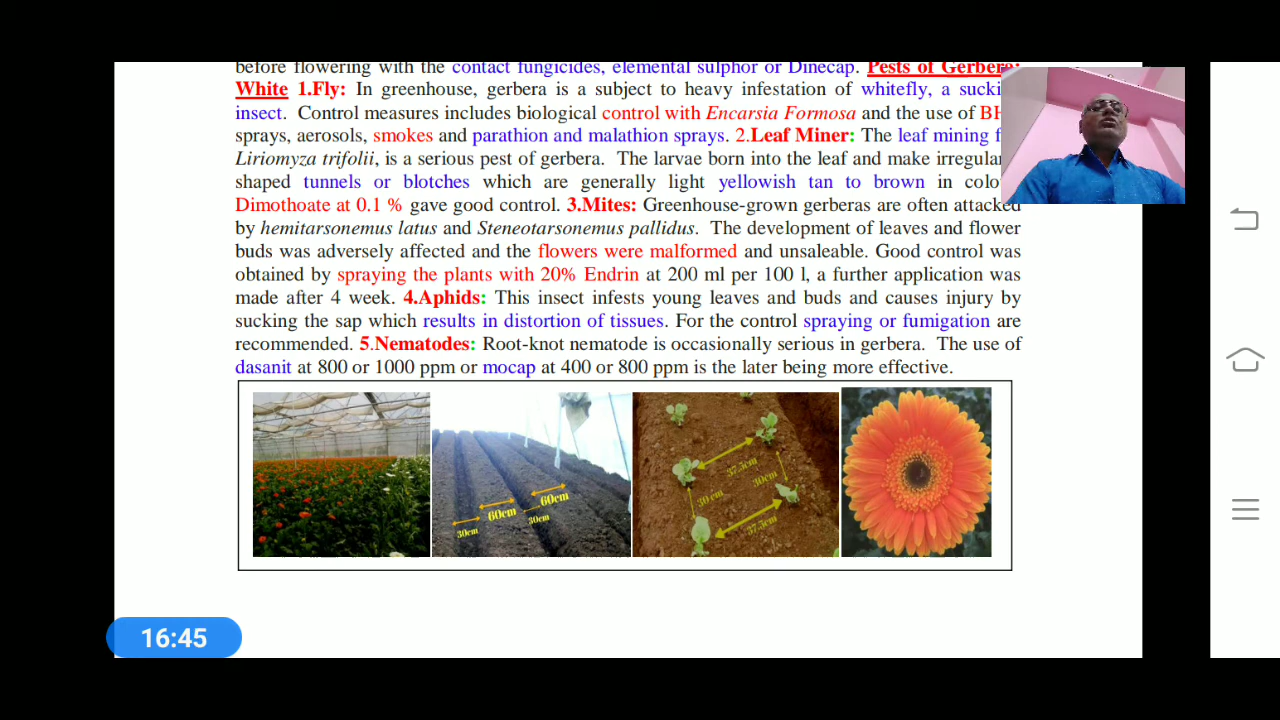 before flowering with the contact fungicides, elemental sulphor or Dinecap. Pests of Gerbera:
White 1.Fly: In greenhouse, gerbera is a subject to heavy infestation of whitefly, a
insect. Control measures includes biological control with Encarsia Formosa and the use of
sprays, aerosols, smokes and parathion and malathion sprays. 2.Leaf Miner: The leaf mining
Liriomyza trifolii, is a serious pest of gerbera. The larvae born into the leaf and make irregular
shaped tunnels or blotches which are generally light yellowish tan to brown in
Dimothoate at 0.1 % gave good control. 3.Mites: Greenhouse-grown gerberas are often attacked
by hemitarsonemus latus and Steneotarsonemus pallidus. The development of leaves and flower
buds was adversely affected and the flowers were malformed and unsaleable. Good control was
obtained by spraying the plants with 20% Endrin at 200 ml per 100 l, a further application was
made after 4 week. 4.Aphids: This insect infests young leaves and buds and causes injury by
sucking the sap which results in distortion of tissues. For the control spraying or fumigation are
recommended. 5.Nematodes: Root-knot nematode is occasionally serious in gerbera. The use of
dasanit at 800 or 1000 ppm or mocap at 400 or 800 ppm is the later being more effective.
30cm 60cm 30cm 60cm
37.5cm
30cm 30cm
37.5cm
16:45